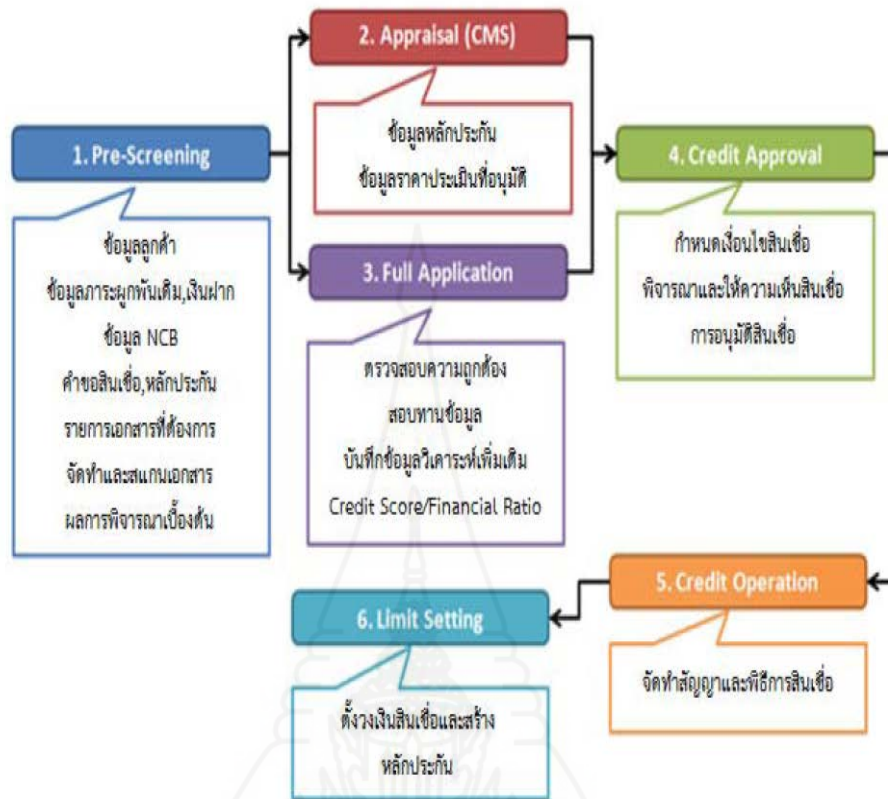 1. Pre-Screening
ข้อมูลลูกค้า
ข้อมูลภาระผูกพันเดิม,เงินฝาก
ข้อมูล NCB
คำขอสินเชื่อ,หลักประกัน
รายการเอกสารที่ต้องการ
จัดทำและสแกนเอกสาร
ผลการพิจารณาเบื้องต้น
2. Appraisal (CMS)
ข้อมูลหลักประกัน
ข้อมูลราคาประเมินที่อนุมัติ
3. Full Application
ตรวจสอบความถูกต้อง
สอบทานข้อมูล
บันทึกข้อมูลวิเคาระห์เพิ่มเติม
Credit Score/Financial Ratio
4. Credit Approval
กำหนดเงื่อนไขสินเชื่อ
พิจารณาและให้ความเห็นสินเชื่อ
การอนุมัติสินเชื่อ
5. Credit Operation
จัดทำสัญญาและพิธีการสินเชื่อ
6. Limit Setting
ตั้งวงเงินสินเชื่อและสร้าง
หลักประกัน